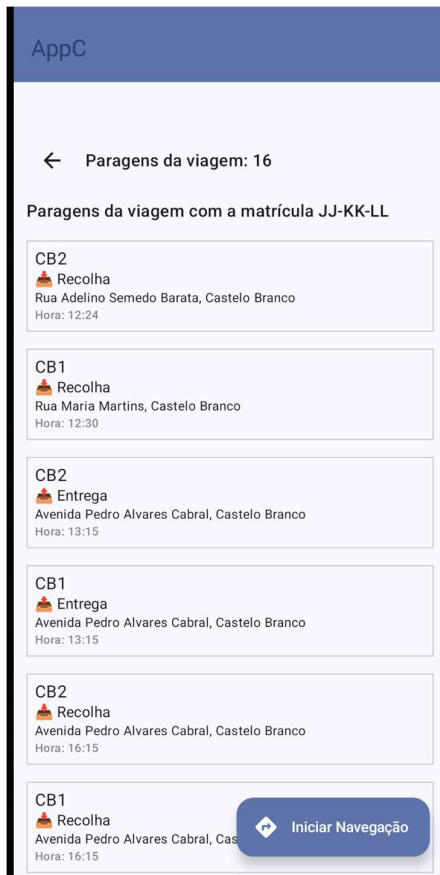 AppC
Paragens da viagem: 16
Paragens da viagem com a matrícula JJ-KK-LL
CB2
Recolha
Rua Adelino Semedo Barata, Castelo Branco
Hora: 12:24
CB1
Recolha
Rua Maria Martins, Castelo Branco
Hora: 12:30
CB2
Entrega
Avenida Pedro Alvares Cabral, Castelo Branco
Hora: 13:15
CB1
Entrega
Avenida Pedro Alvares Cabral, Castelo Branco
Hora: 13:15
CB2
Recolha
Avenida Pedro Alvares Cabral, Castelo Branco
Hora: 16:15
CB1
Recolha
Avenida Pedro Alvares Cabral, Cas
Hora: 16:15
Iniciar Navegação